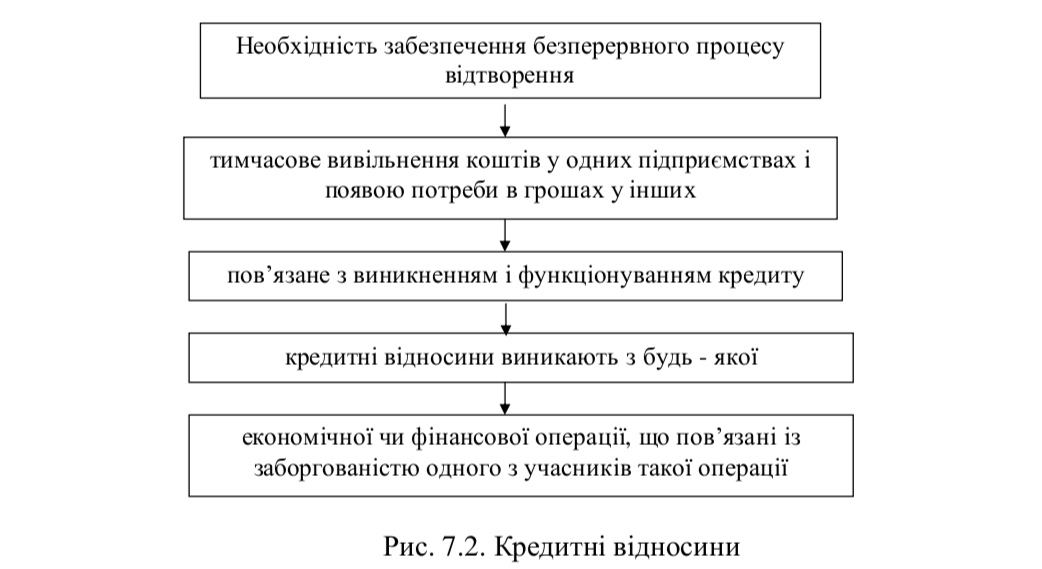 Необхідність забезпечення безперервного процесу
відтворення
тимчасове вивільнення коштів у одних підприємствах і
появою потреби в грошах у інших
пов’язане з виникненням і функціонуванням кредиту
кредитні відносини виникають з будь - якої
економічної чи фінансової операції, що пов’язані із
заборгованістю одного з учасників такої операції
Рис. 7.2. Кредитні відносини